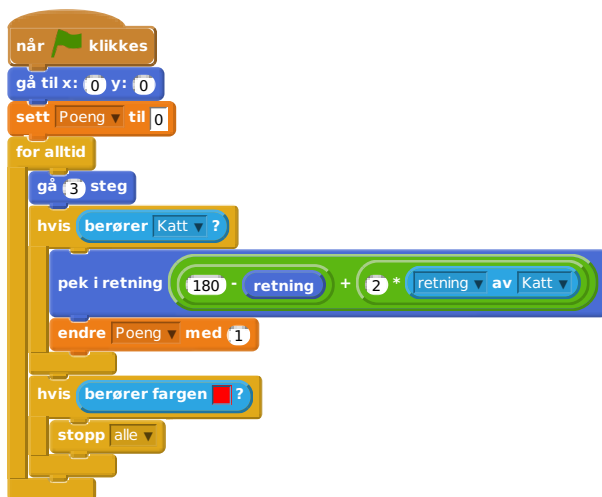 når klikkes
gå til x: 0 y: 0
sett Poeng til 0
for alltid
gå 3 steg
hvis berører Katt ?
pek i retning 180 - retning + 2 * retning av Katt
endre Poeng med 1
hvis berører fargen ?
stopp alle